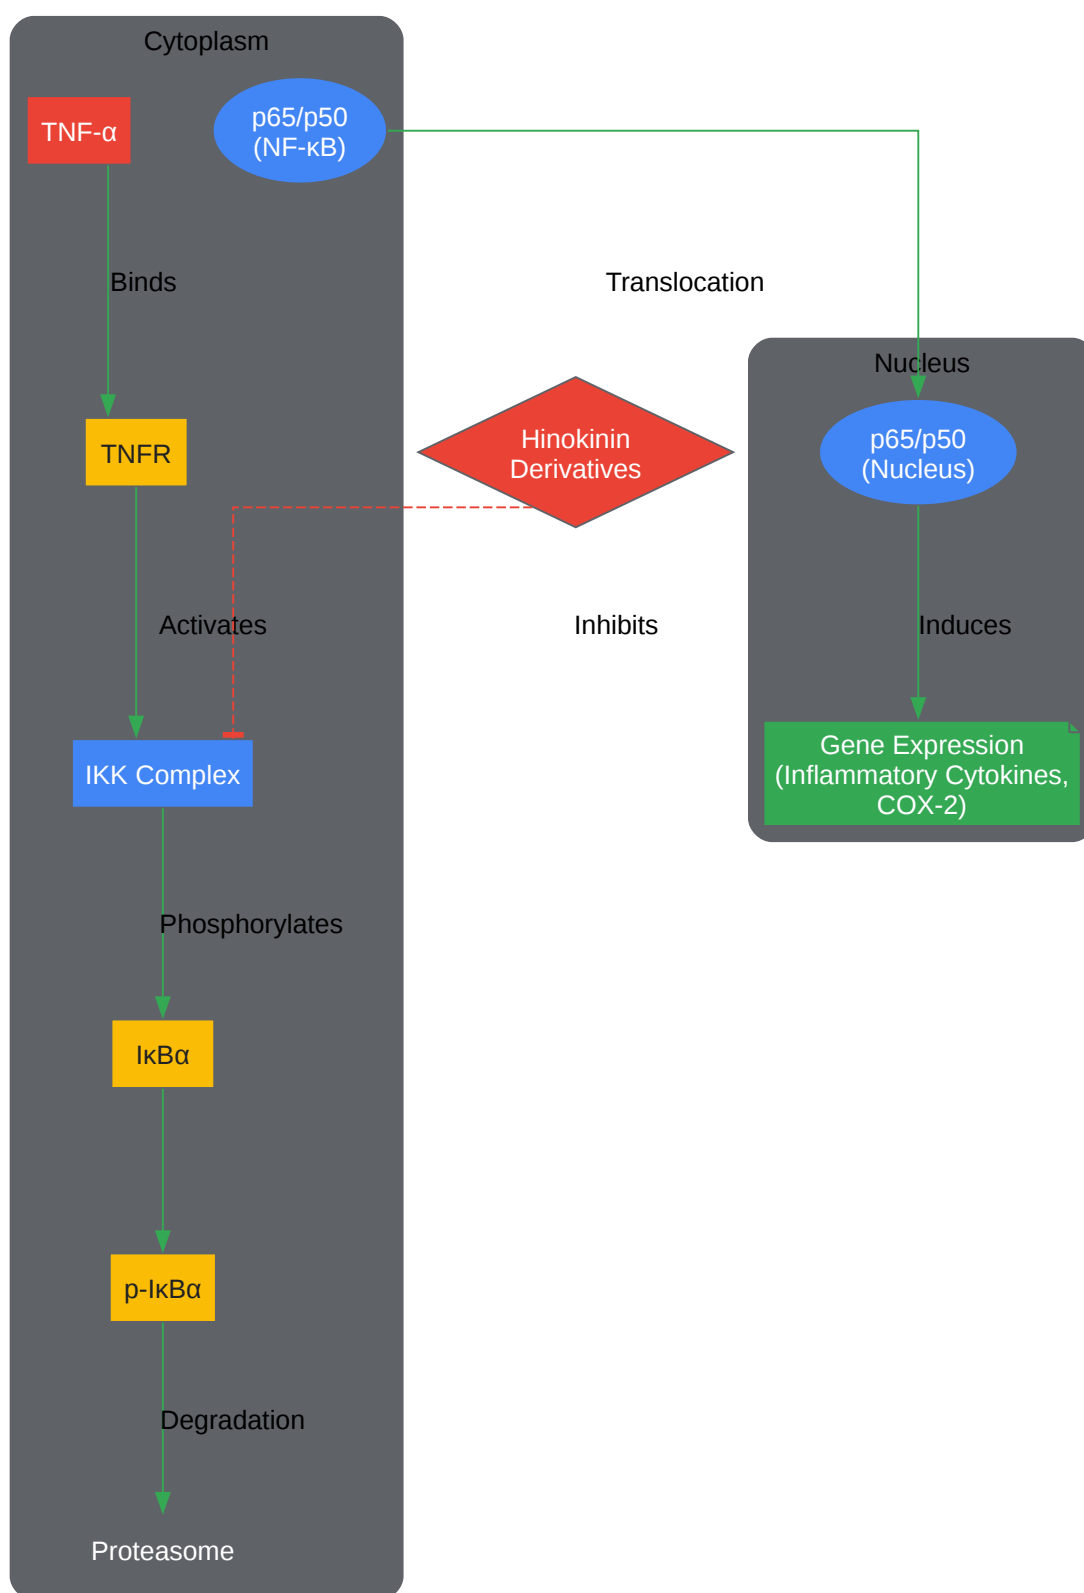 Cytoplasm
TNF-α
p65/p50
(NF-κB)
Binds
Translocation
Nucleus
TNFR
Hinokinin
Derivatives
p65/p50
(Nucleus)
Activates
Inhibits
Induces
IKK Complex
Gene Expression
(Inflammatory Cytokines,
COX-2)
Phosphorylates
IκBα
p-IκBα
Degradation
Proteasome